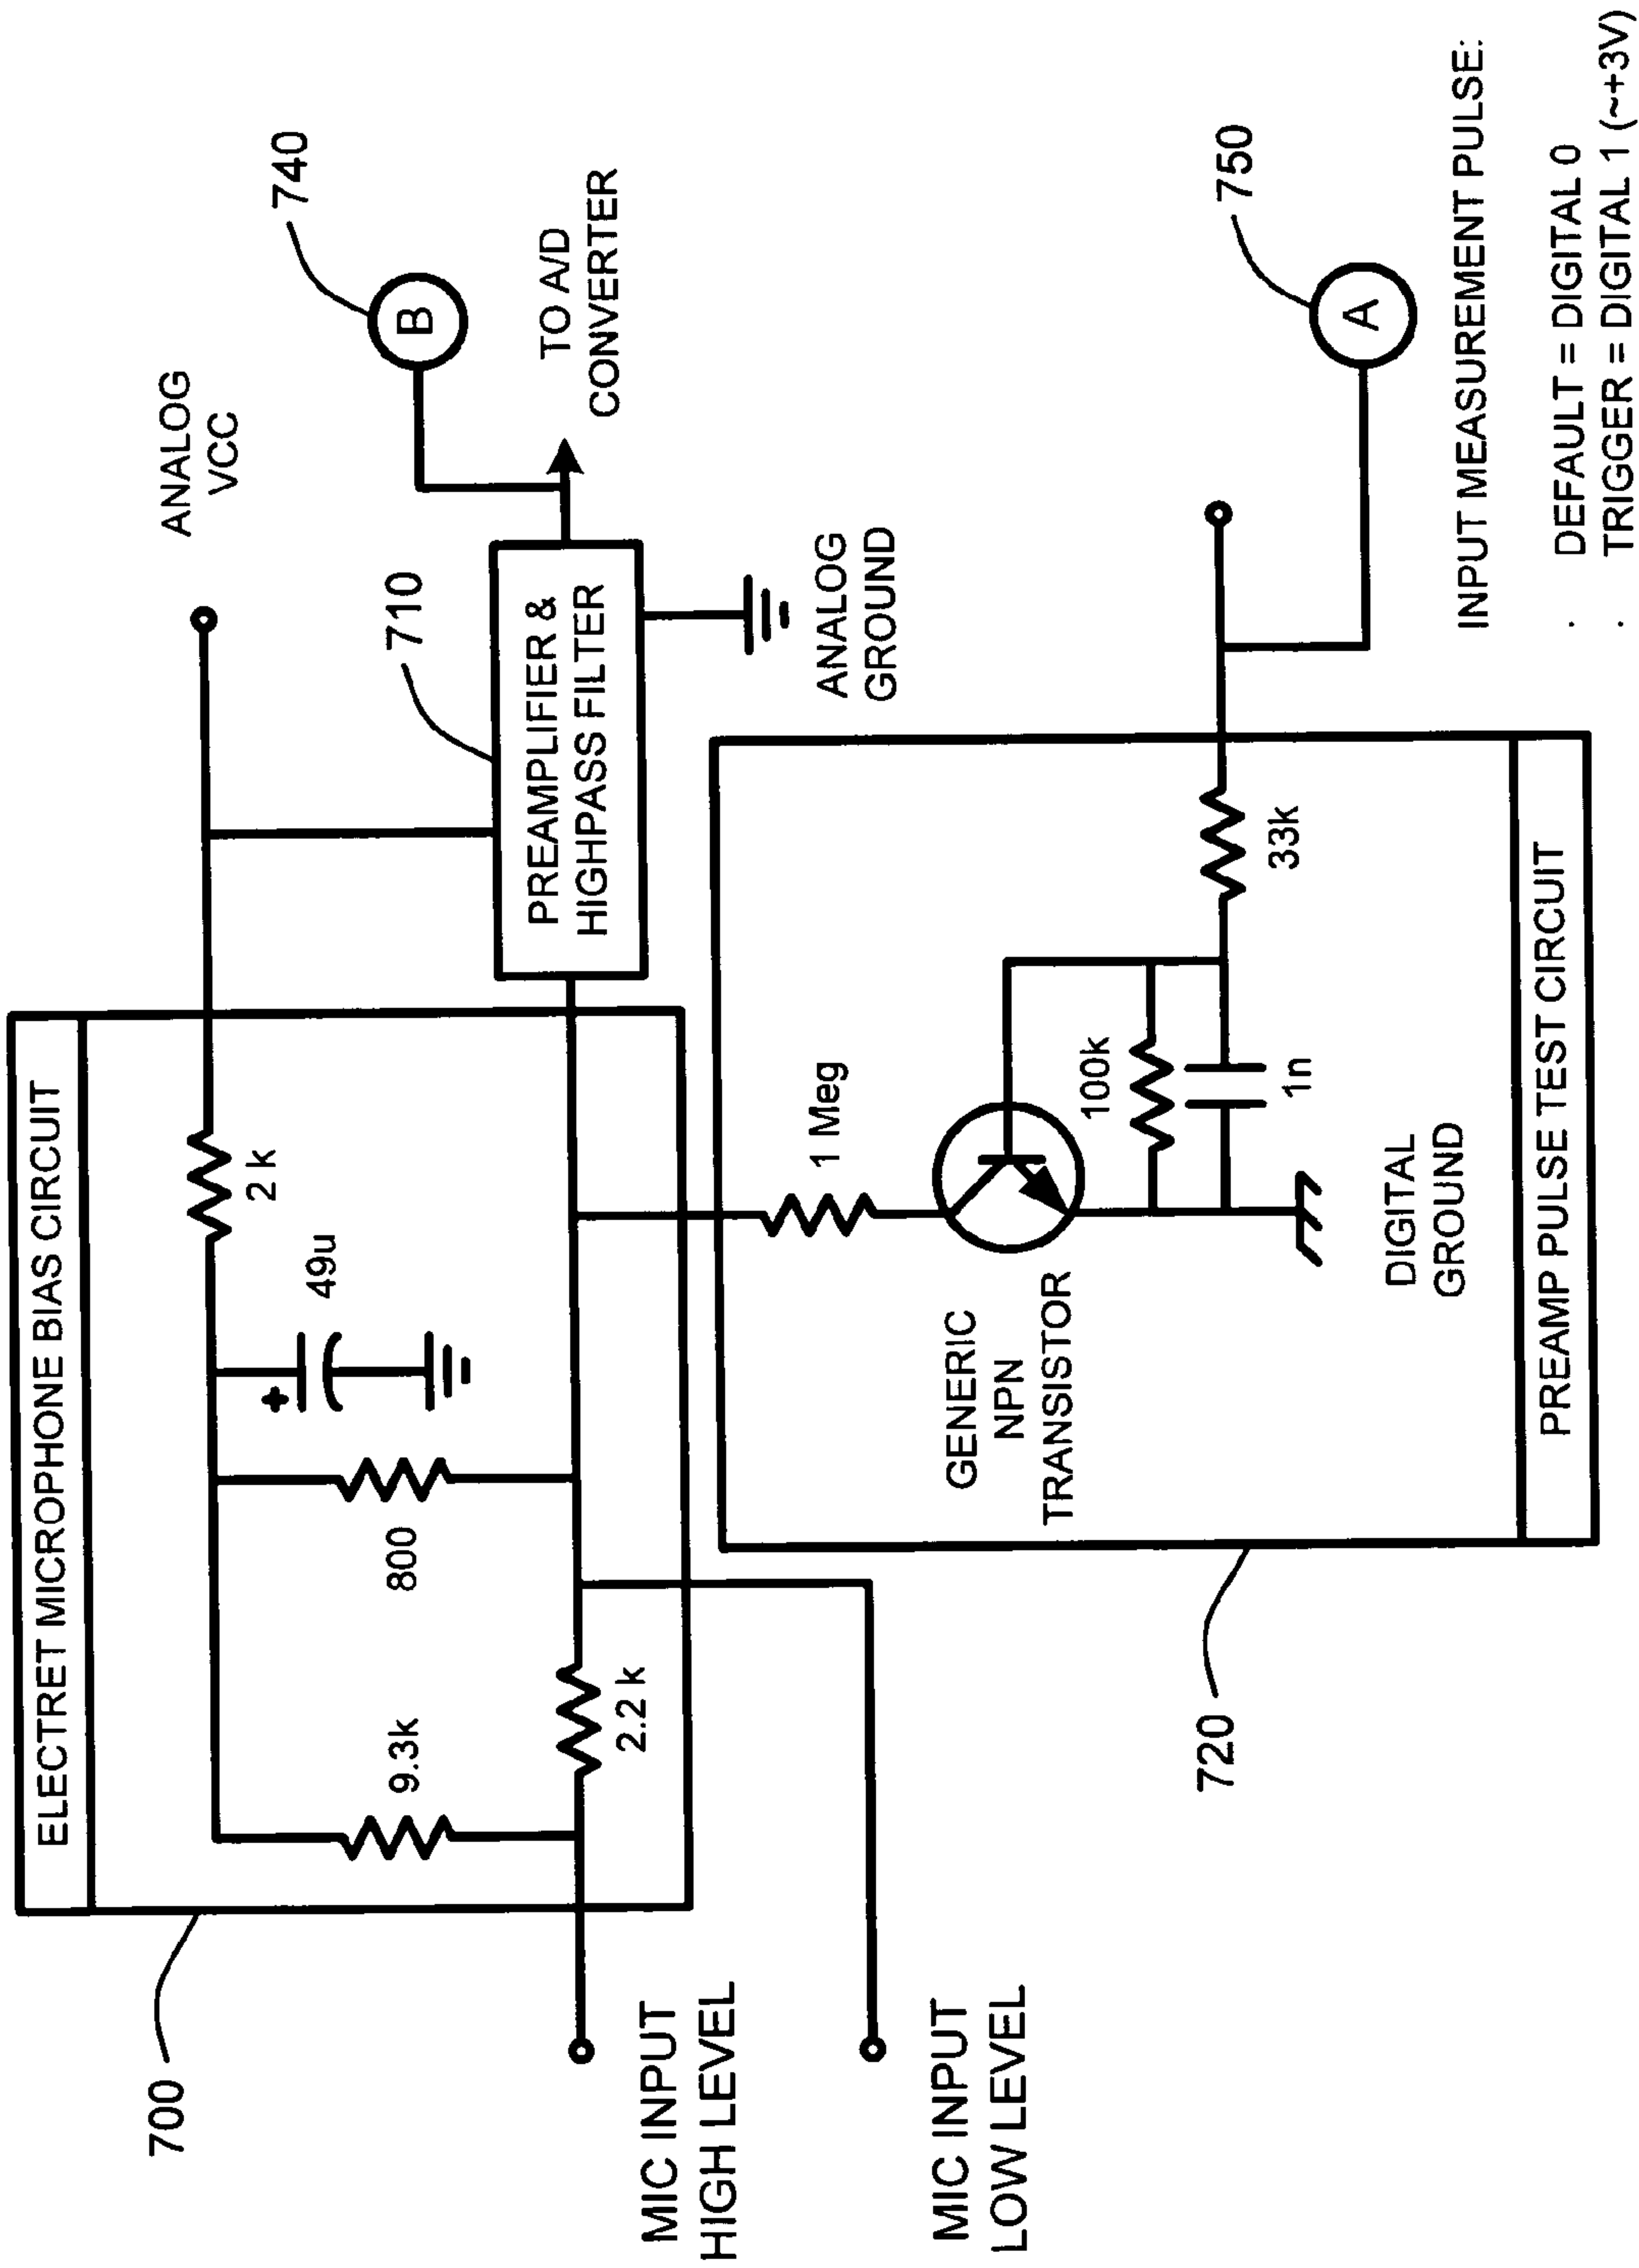 ELECTRET MICROPHONE BIAS CIRCUIT
700
9.3k
800
49u
2 k
2.2 k
ANALOG
VCC
740
B
710
PREAMPLIFIER &
HIGHPASS FILTER
TO A/D
CONVERTER
ANALOG
GROUND
MIC INPUT
HIGH LEVEL
MIC INPUT
LOW LEVEL
720
1 Meg
GENERIC
NPN
TRANSISTOR
100k
1n
33k
DIGITAL
GROUND
PREAMP PULSE TEST CIRCUIT
750
A
INPUT MEASUREMENT PULSE:
· DEFAULT = DIGITAL 0
· TRIGGER = DIGITAL 1 (~+3V)